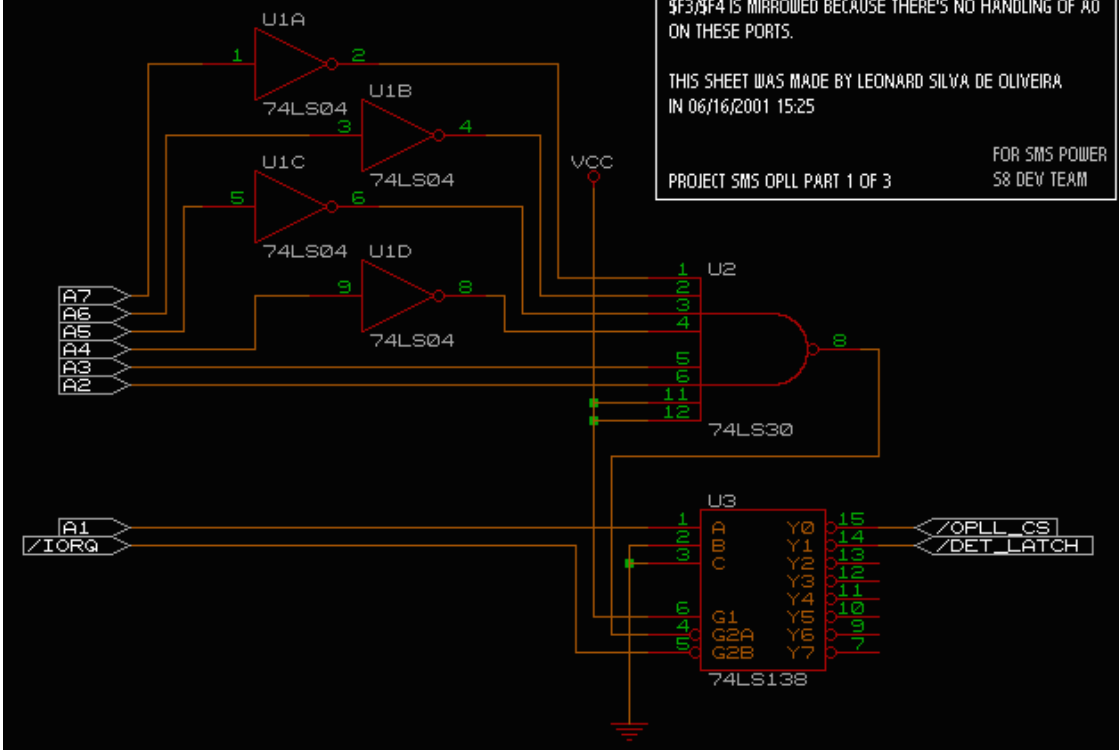 $F3/$F4 IS MIRROWED BECAUSE THERE'S NO HANDLING OF A0
ON THESE PORTS.
THIS SHEET WAS MADE BY LEONARD SILVA DE OLIVEIRA
IN 06/16/2001 15:25
FOR SMS POWER
PROJECT SMS OPLL PART 1 OF 3
S8 DEV TEAM
U1A
1
2
74LS04
U1B
3
4
74LS04
U1C
5
6
74LS04
U1D
9
8
74LS04
VCC
A7
A6
A5
A4
A3
A2
U2
1
2
3
4
5
6
11
12
8
74LS30
A1
/IORQ
U3
1 A Y0 15
2 B Y1 14
3 C Y2 13
Y3 12
Y4 11
6 G1 Y5 10
4 G2A Y6 9
5 G2B Y7 7
74LS138
/OPLL_CS
/DET_LATCH